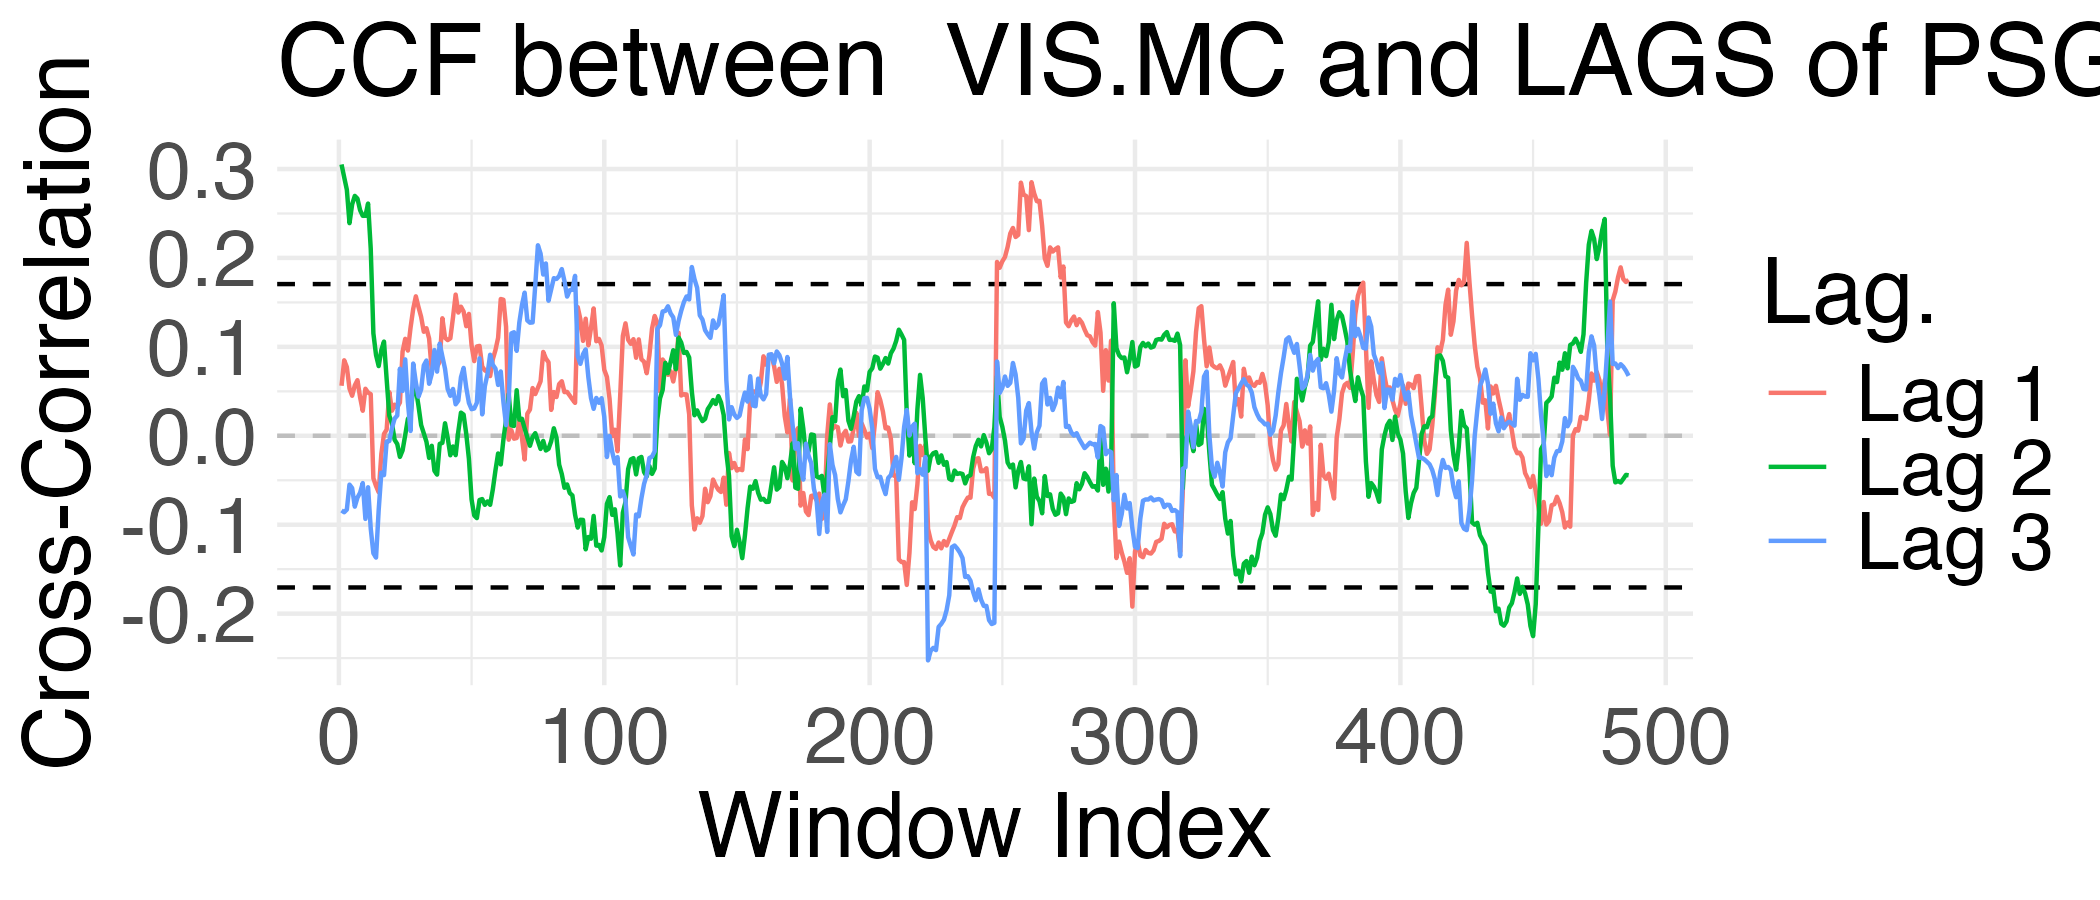 CCF between  VIS.MC and LAGS of PSG
Cross-Correlation
0.3
0.2
0.1
0.0
-0.1
-0.2
0 100 200 300 400 500
Window Index
Lag.
Lag 1
Lag 2
Lag 3